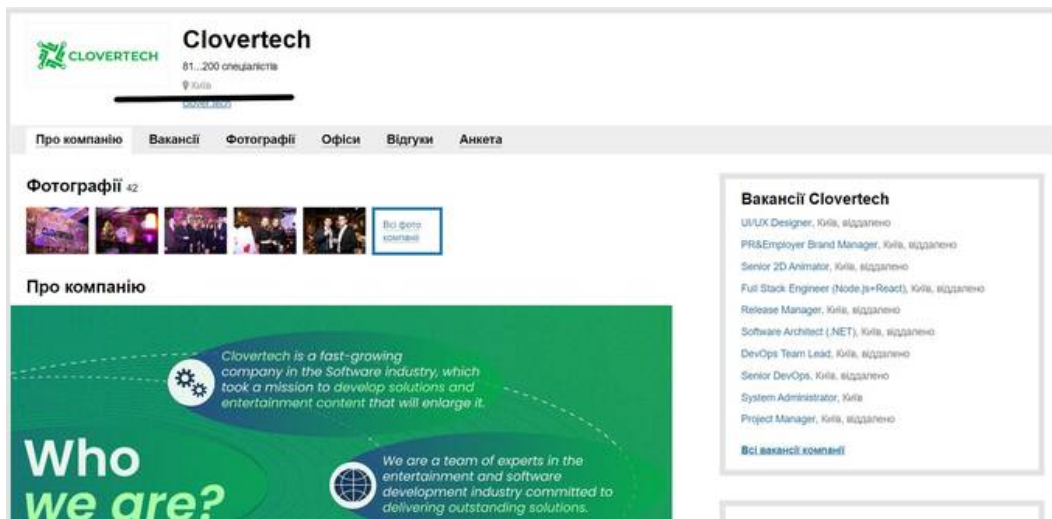 CLOVERTECH
Clovertech
81...200 спеціалістів
Київ
clover.tech
Про компанію Вакансії Фотографії Офіси Відгуки Анкета
Фотографії 42
Всі фото
компанії
Про компанію
Clovertech is a fast-growing
company in the Software industry, which
took a mission to develop solutions and
entertainment content that will enlarge it.
Who
we are?
We are a team of experts in the
entertainment and software
development industry committed to
delivering outstanding solutions.
Вакансії Clovertech
UI/UX Designer, Київ, віддалено
PR&Employer Brand Manager, Київ, віддалено
Senior 2D Animator, Київ, віддалено
Full Stack Engineer (Node.js+React), Київ, віддалено
Release Manager, Київ, віддалено
Software Architect (.NET), Київ, віддалено
DevOps Team Lead, Київ, віддалено
Senior DevOps, Київ, віддалено
System Administrator, Київ
Project Manager, Київ, віддалено
Всі вакансії компанії